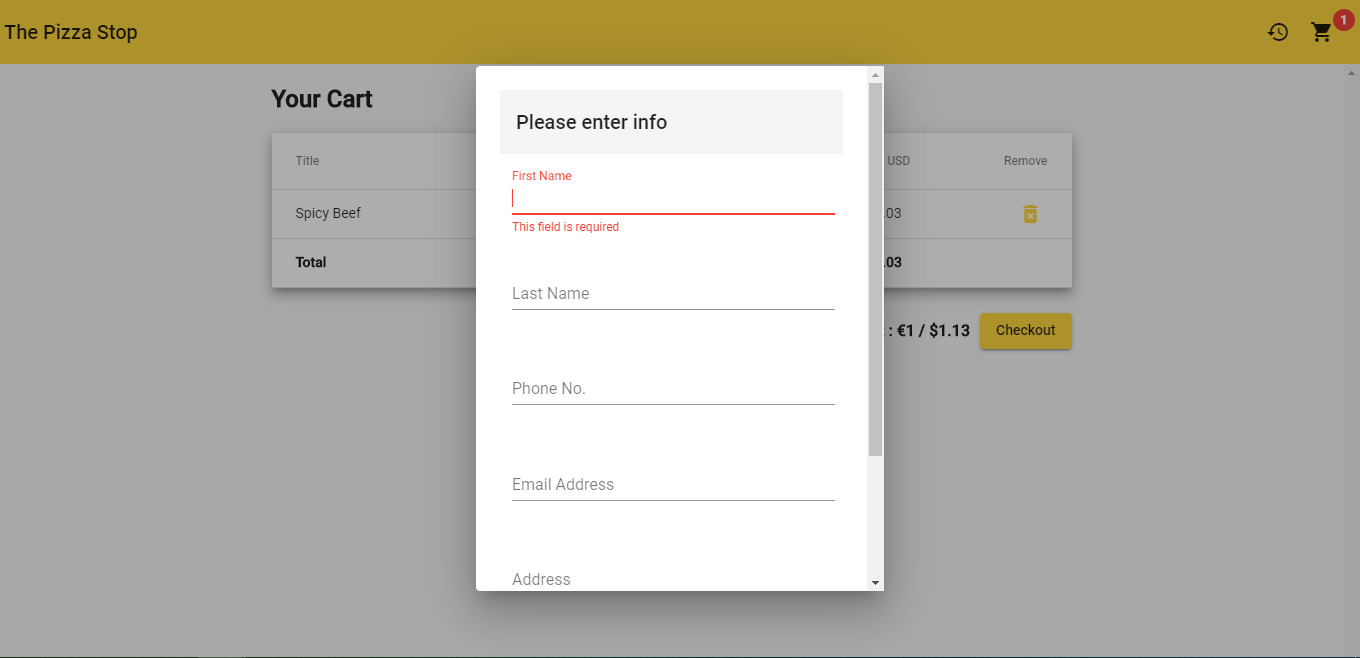 The Pizza Stop
1
Your Cart
Please enter info
Title
USD
Remove
First Name
Spicy Beef
.03
This field is required
Total
.03
Last Name
: €1 / $1.13
Checkout
Phone No.
Email Address
Address